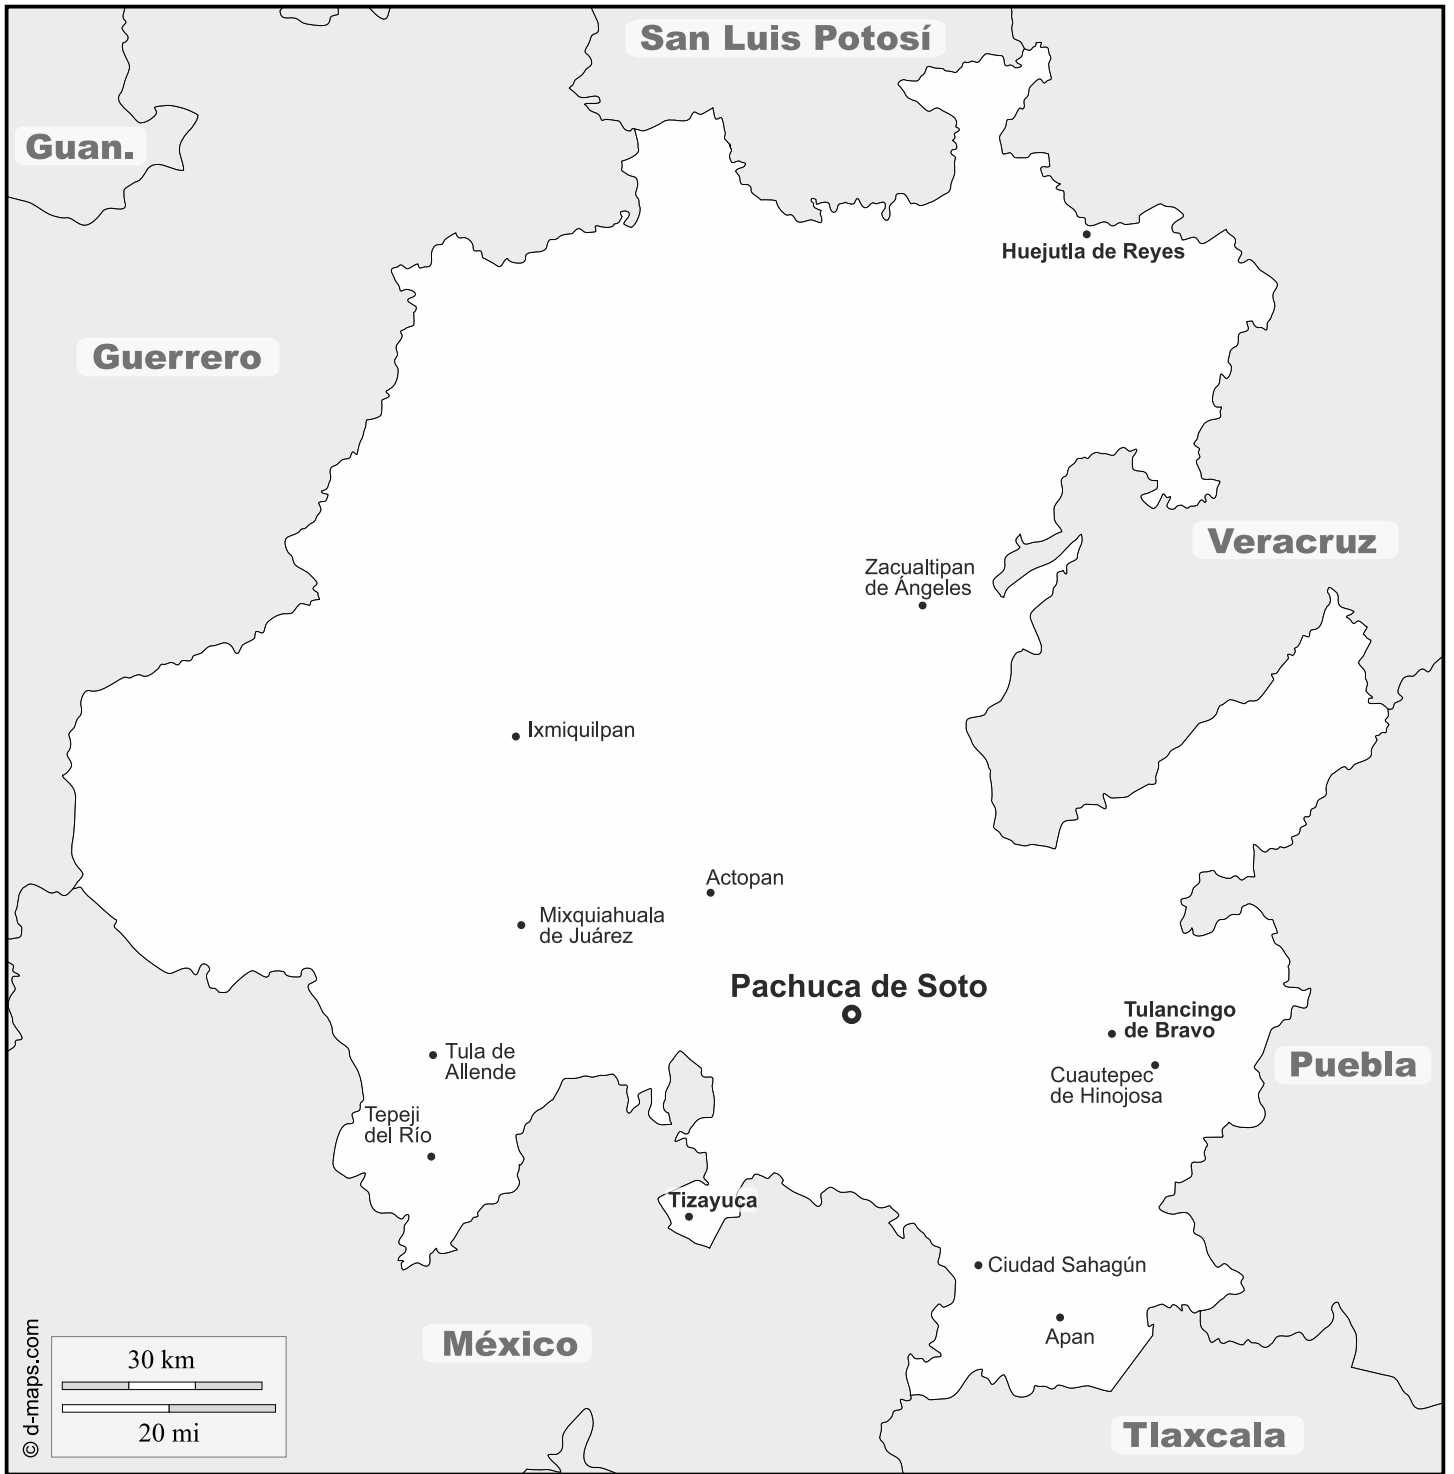 San Luis Potosí
Guan.
Huejutla de Reyes
Guerrero
Veracruz
Zacualtipan
de Ángeles
Ixmiquilpan
Actopan
Mixquiahuala
de Juárez
Pachuca de Soto
Tulancingo
de Bravo
Tula de
Allende
Puebla
Cuautepec
de Hinojosa
Tepeji
del Río
Tizayuca
Ciudad Sahagún
Apan
México
Tlaxcala
30 km
20 mi
© d-maps.com